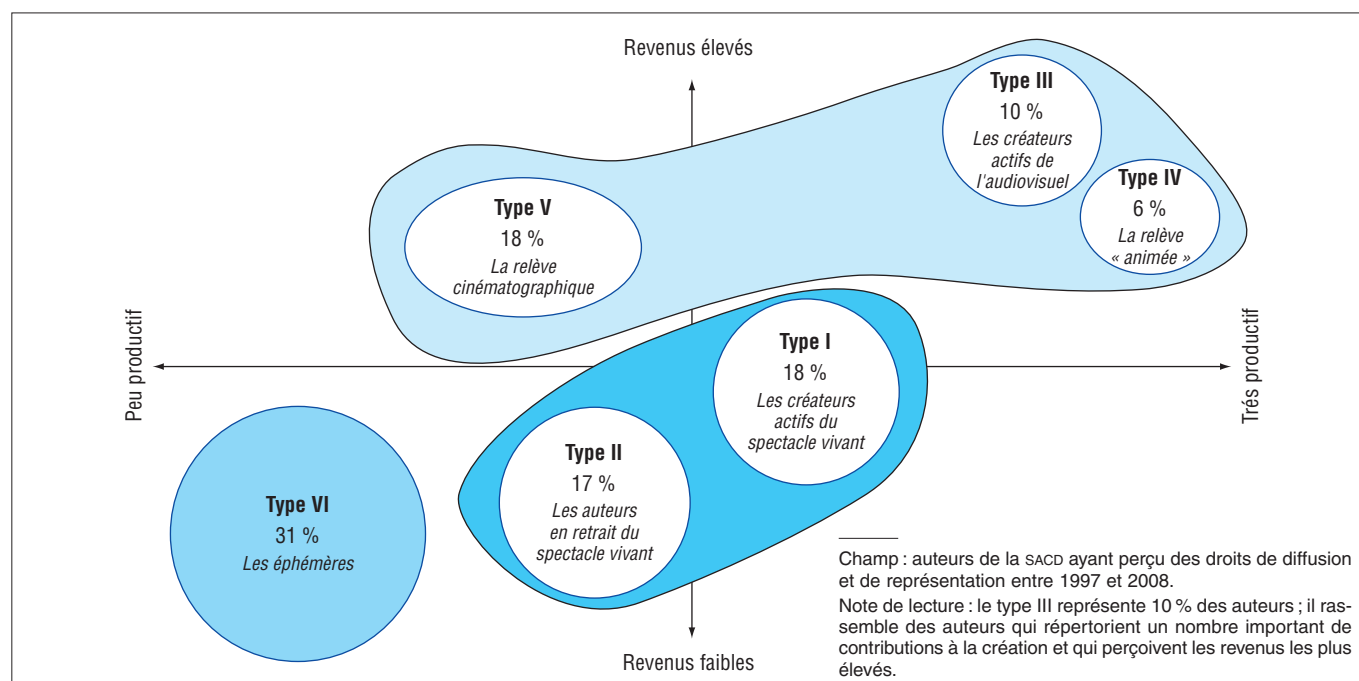 Revenus élevés
Type III
10 %
Les créateurs
actifs de
l'audiovisuel
Type IV
6 %
La relève
« animée »
Type V
18 %
La relève
cinématographique
Peu productif
Trés productif
Type I
18 %
Les créateurs
actifs du
spectacle vivant
Type II
17 %
Les auteurs
en retrait du
spectacle vivant
Type VI
31 %
Les éphémères
Revenus faibles
Champ : auteurs de la SACD ayant perçu des droits de diffusion
et de représentation entre 1997 et 2008.
Note de lecture : le type III représente 10 % des auteurs ; il ras-
semble des auteurs qui répertorient un nombre important de
contributions à la création et qui perçoivent les revenus les plus
élevés.